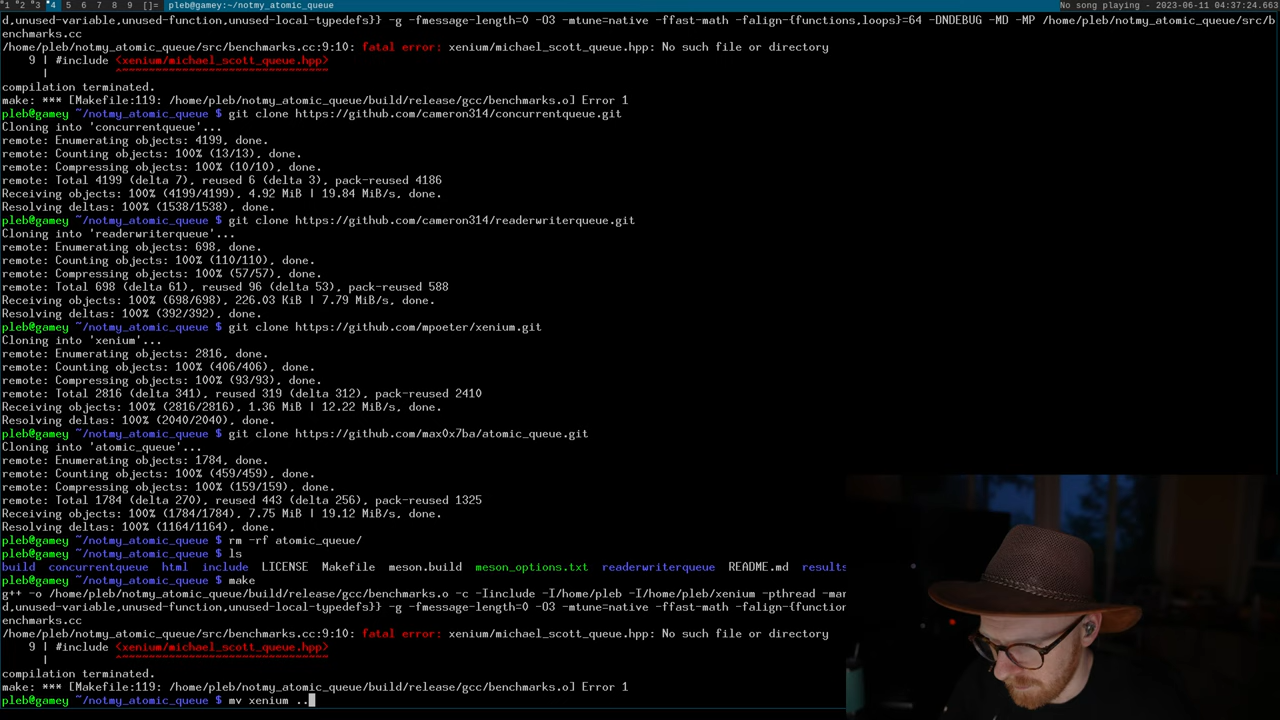 1 2 3 4 5 6 7 8 9 []= pleb@gamey:~/notmy_atomic_queue No song playing - 2023-06-11 04:37:24.663
d,unused-variable,unused-function,unused-local-typedefs}} -g -fmessage-length=0 -O3 -mtune=native -ffast-math -falign-{functions,loops}=64 -DNDEBUG -MD -MP /home/pleb/notmy_atomic_queue/src/b
enchmarks.cc
/home/pleb/notmy_atomic_queue/src/benchmarks.cc:9:10: fatal error: xenium/michael_scott_queue.hpp: No such file or directory
9 | #include <xenium/michael_scott_queue.hpp>
| ^~~~~~~~~~~~~~~~~~~~~~~~~~~~~~~~
compilation terminated.
make: *** [Makefile:119: /home/pleb/notmy_atomic_queue/build/release/gcc/benchmarks.o] Error 1
pleb@gamey ~/notmy_atomic_queue $ git clone https://github.com/cameron314/concurrentqueue.git
Cloning into 'concurrentqueue'...
remote: Enumerating objects: 4199, done.
remote: Counting objects: 100% (13/13), done.
remote: Compressing objects: 100% (10/10), done.
remote: Total 4199 (delta 7), reused 6 (delta 3), pack-reused 4186
Receiving objects: 100% (4199/4199), 4.92 MiB | 19.84 MiB/s, done.
Resolving deltas: 100% (1538/1538), done.
pleb@gamey ~/notmy_atomic_queue $ git clone https://github.com/cameron314/readerwriterqueue.git
Cloning into 'readerwriterqueue'...
remote: Enumerating objects: 698, done.
remote: Counting objects: 100% (110/110), done.
remote: Compressing objects: 100% (57/57), done.
remote: Total 698 (delta 61), reused 96 (delta 53), pack-reused 588
Receiving objects: 100% (698/698), 226.03 KiB | 7.79 MiB/s, done.
Resolving deltas: 100% (392/392), done.
pleb@gamey ~/notmy_atomic_queue $ git clone https://github.com/mpoeter/xenium.git
Cloning into 'xenium'...
remote: Enumerating objects: 2816, done.
remote: Counting objects: 100% (406/406), done.
remote: Compressing objects: 100% (93/93), done.
remote: Total 2816 (delta 341), reused 319 (delta 312), pack-reused 2410
Receiving objects: 100% (2816/2816), 1.36 MiB | 12.22 MiB/s, done.
Resolving deltas: 100% (2040/2040), done.
pleb@gamey ~/notmy_atomic_queue $ git clone https://github.com/max0x7ba/atomic_queue.git
Cloning into 'atomic_queue'...
remote: Enumerating objects: 1784, done.
remote: Counting objects: 100% (459/459), done.
remote: Compressing objects: 100% (159/159), done.
remote: Total 1784 (delta 270), reused 443 (delta 256), pack-reused 1325
Receiving objects: 100% (1784/1784), 7.75 MiB | 19.12 MiB/s, done.
Resolving deltas: 100% (1164/1164), done.
pleb@gamey ~/notmy_atomic_queue $ rm -rf atomic_queue/
pleb@gamey ~/notmy_atomic_queue $ ls
build concurrentqueue html include LICENSE Makefile meson.build meson_options.txt readerwriterqueue README.md results
pleb@gamey ~/notmy_atomic_queue $ make
g++ -o /home/pleb/notmy_atomic_queue/build/release/gcc/benchmarks.o -c -Iinclude -I/home/pleb -I/home/pleb/xenium -pthread -mar
d,unused-variable,unused-function,unused-local-typedefs}} -g -fmessage-length=0 -O3 -mtune=native -ffast-math -falign-{function
enchmarks.cc
/home/pleb/notmy_atomic_queue/src/benchmarks.cc:9:10: fatal error: xenium/michael_scott_queue.hpp: No such file or directory
9 | #include <xenium/michael_scott_queue.hpp>
| ^~~~~~~~~~~~~~~~~~~~~~~~~~~~~~~~
compilation terminated.
make: *** [Makefile:119: /home/pleb/notmy_atomic_queue/build/release/gcc/benchmarks.o] Error 1
pleb@gamey ~/notmy_atomic_queue $ mv xenium ..